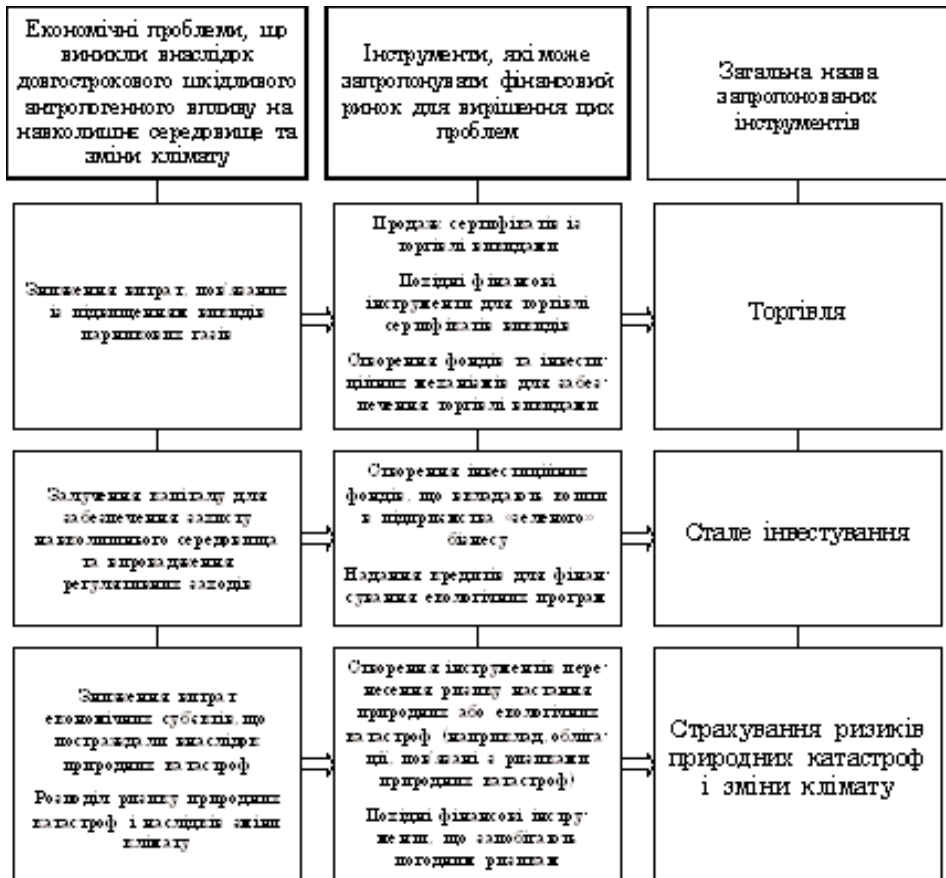 Економічні проблеми, що
виникли внаслідок
довгострокового шкідливого
антропогенного впливу на
навколишнє середовище та
зміни клімату
Інструменти, які може
запропонувати фінансовий
ринок для вирішення цих
проблем
Загальна назва
запропонованих
інструментів
Зниження витрат, пов'язаних
із підвищенням викидів
парникових газів
Продаж сертифікатів із
торгівлі викидами
Похідні фінансові
інструменти для торгівлі
сертифікатів викидів
Створення фондів та інвести-
ційних механізмів для забез-
печення торгівлі викидами
Торгівля
Залучення капіталу для
забезпечення захисту
навколишнього середовища
та впровадження
регулятивних заходів
Створення інвестиційних
фондів, що вкладають кошти
в підприємства «зеленого»
бізнесу
Надання кредитів для фінан-
сування екологічних програм
Стале інвестування
Зниження витрат
економічних суб'єктів, що
постраждали внаслідок
природних катастроф
Розподіл ризику природних
катастроф і наслідків зміни
клімату
Створення інструментів пере-
несення ризику настання
природних або екологічних
катастроф (наприклад, обліга-
ції, пов'язані з ризиками
природних катастроф)
Похідні фінансові інстру-
менти, що запобігають
погодним ризикам
Страхування ризиків
природних катастроф
і зміни клімату